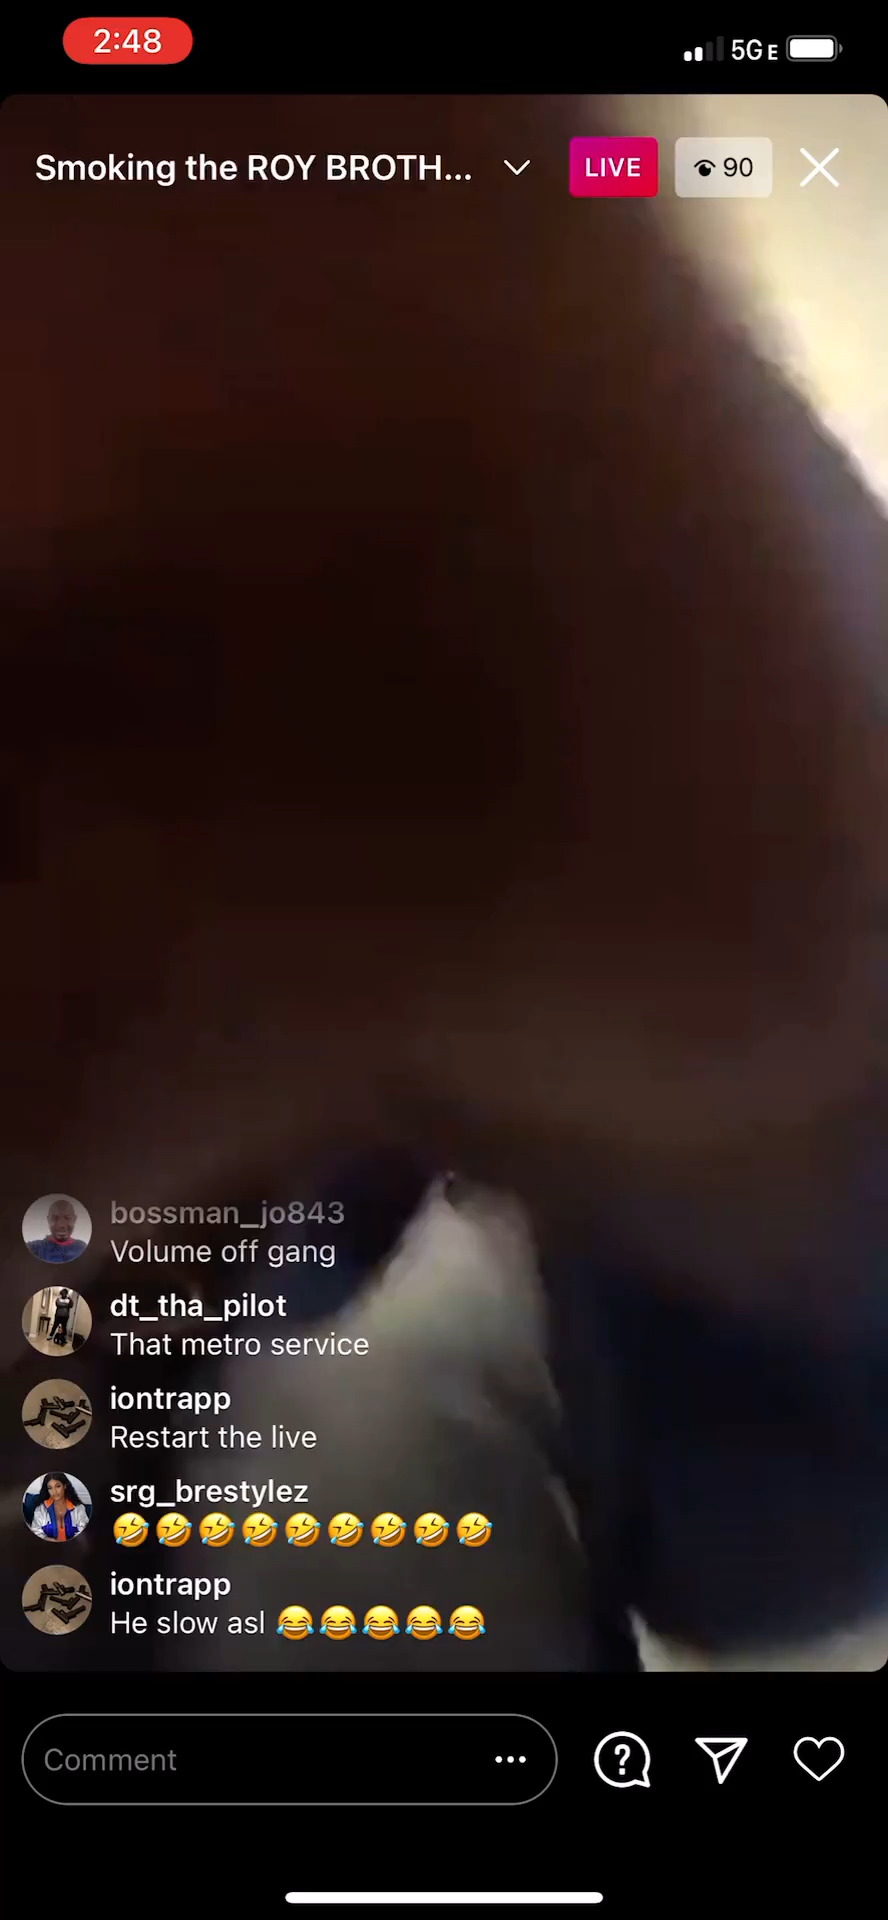 2:48
5GE
Smoking the ROY BROTH...
LIVE
90
bossman_jo843
Volume off gang
dt_tha_pilot
That metro service
iontrapp
Restart the live
srg_brestylez
🤣🤣🤣🤣🤣🤣🤣🤣🤣
iontrapp
He slow asl 😂😂😂😂😂
Comment